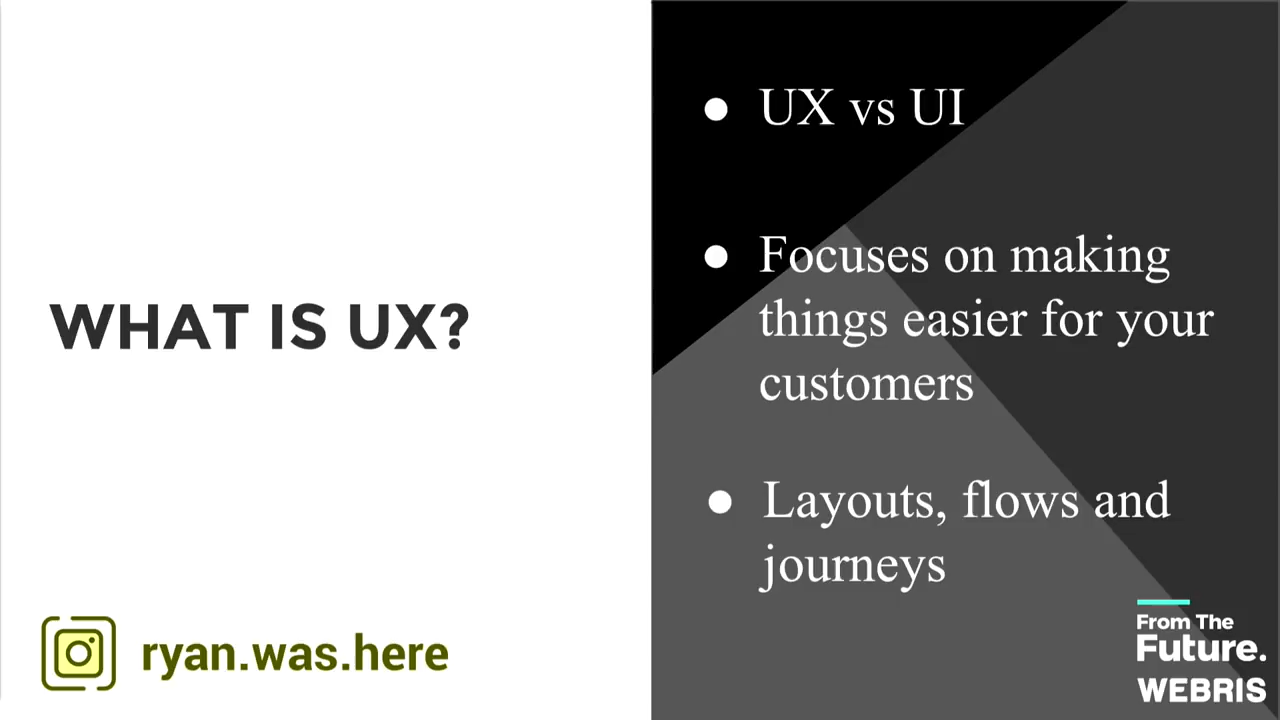 WHAT IS UX?
● UX vs UI
● Focuses on making
things easier for your
customers
● Layouts, flows and
journeys
ryan.was.here
From The
Future.
WEBRIS